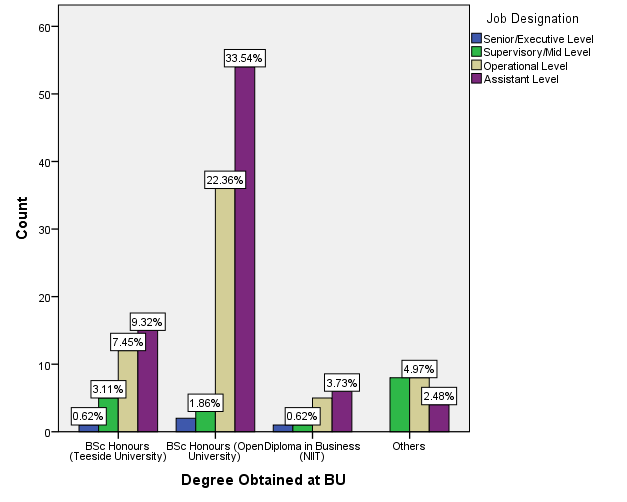 Job Designation
Senior/Executive Level
Supervisory/Mid Level
Operational Level
Assistant Level
Count
60
50
40
30
20
10
0
0.62%
3.11%
7.45%
9.32%
1.86%
22.36%
33.54%
0.62%
3.73%
4.97%
2.48%
BSc Honours
(Teeside University)
BSc Honours (Open
University)
Diploma in Business
(NIIT)
Others
Degree Obtained at BU